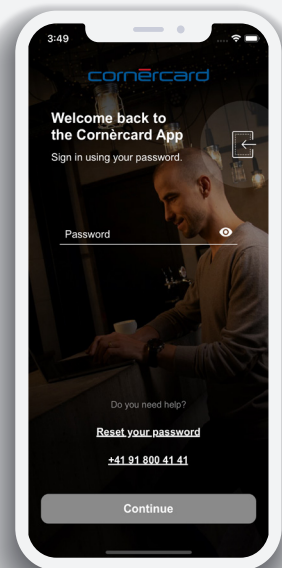 3:49
cornèrcard
Welcome back to
the Cornèrcard App
Sign in using your password.
Password
Do you need help?
Reset your password
+41 91 800 41 41
Continue